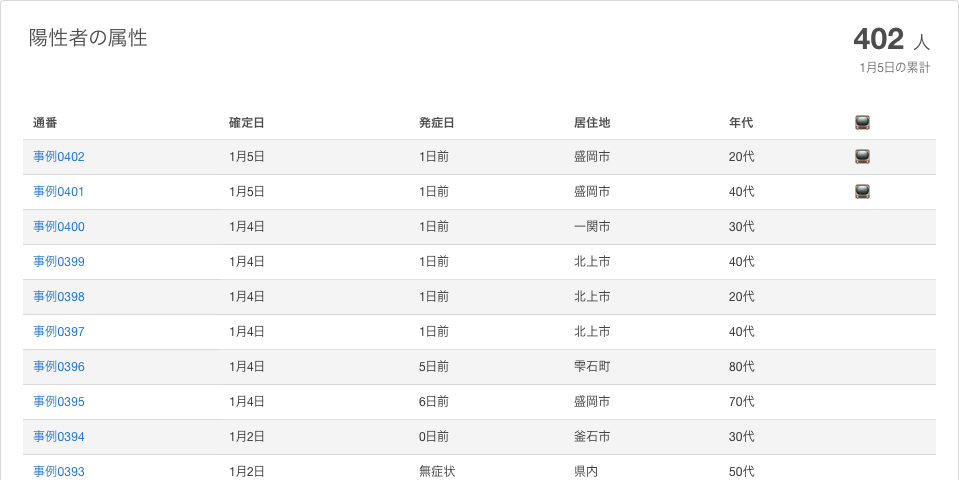 陽性者の属性
402 人
1月5日の累計
通番 確定日 発症日 居住地 年代
事例0402 1月5日 1日前 盛岡市 20代
事例0401 1月5日 1日前 盛岡市 40代
事例0400 1月4日 1日前 一関市 30代
事例0399 1月4日 1日前 北上市 40代
事例0398 1月4日 1日前 北上市 20代
事例0397 1月4日 1日前 北上市 40代
事例0396 1月4日 5日前 雫石町 80代
事例0395 1月4日 6日前 盛岡市 70代
事例0394 1月2日 0日前 釜石市 30代
事例0393 1月2日 無症状 県内 50代